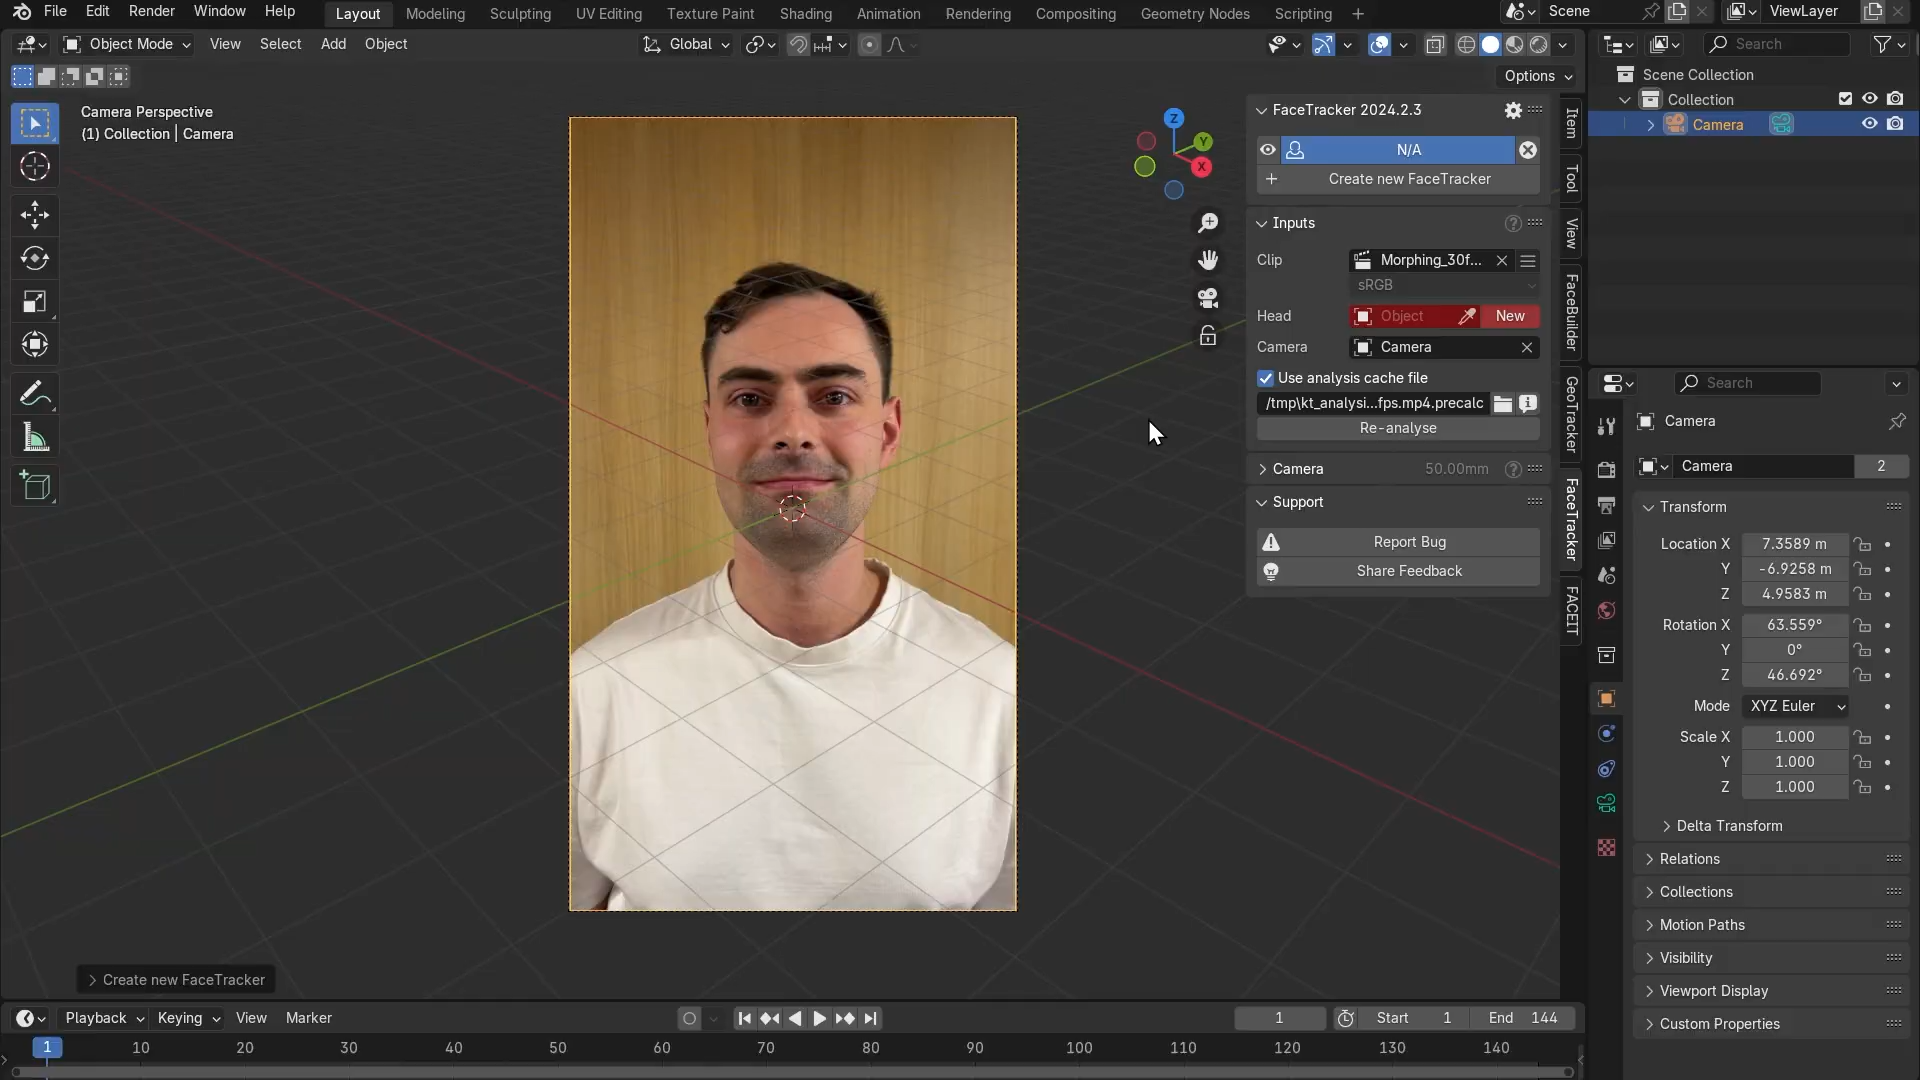 File Edit Render Window Help Layout Modeling Sculpting UV Editing Texture Paint Shading Animation Rendering Compositing Geometry Nodes Scripting + Scene ViewLayer
Object Mode View Select Add Object Global Search
Options
Camera Perspective
(1) Collection | Camera
Z
Y
X
FaceTracker 2024.2.3
N/A
+ Create new FaceTracker
Inputs
Clip Morphing_30f...
sRGB
Head Object New
Camera Camera
Use analysis cache file
/tmp\kt_analysi...fps.mp4.precalc
Re-analyse
Camera 50.00mm
Support
Report Bug
Share Feedback
Item
Tool
View
FaceBuilder
GeoTracker
FaceTracker
FACEIT
Scene Collection
Collection
Camera
Search
Camera
Camera 2
Transform
Location X 7.3589 m
Y -6.9258 m
Z 4.9583 m
Rotation X 63.559°
Y 0°
Z 46.692°
Mode XYZ Euler
Scale X 1.000
Y 1.000
Z 1.000
Delta Transform
Relations
Collections
Motion Paths
Visibility
Viewport Display
Custom Properties
Create new FaceTracker
Playback Keying View Marker 1 Start 1 End 144
1 10 20 30 40 50 60 70 80 90 100 110 120 130 140